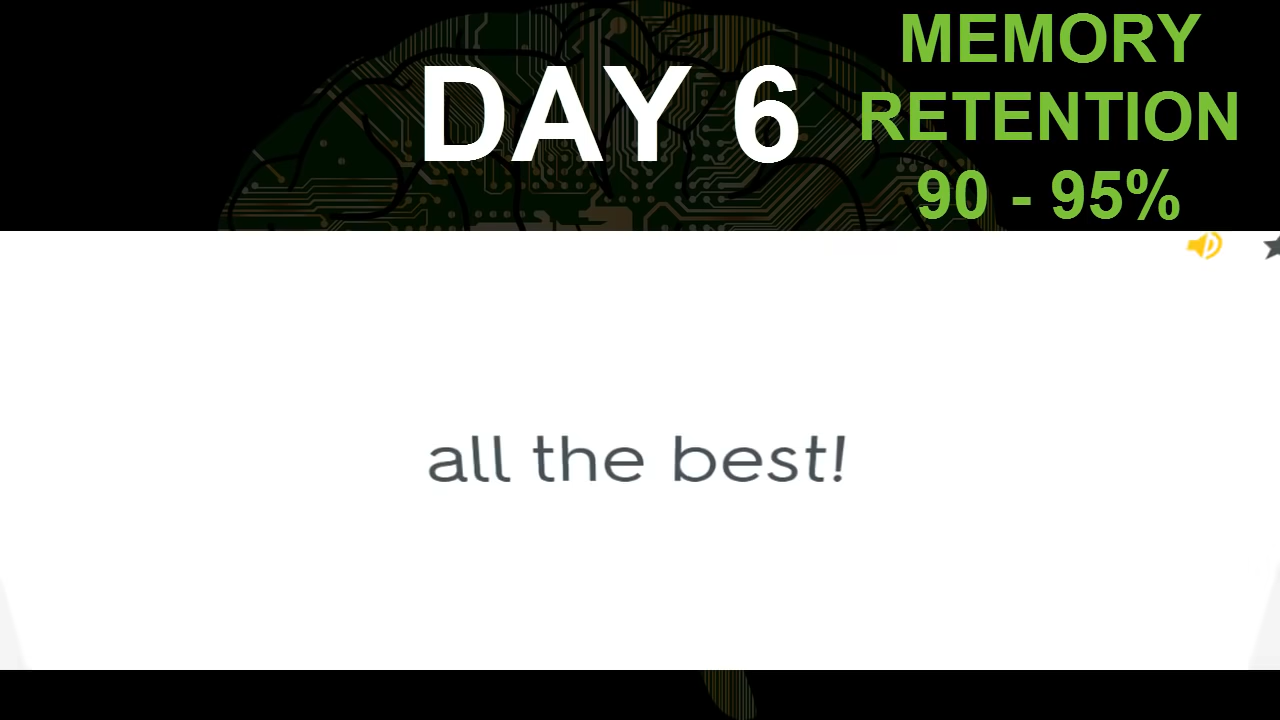 DAY 6
MEMORY
RETENTION
90 - 95%
all the best!